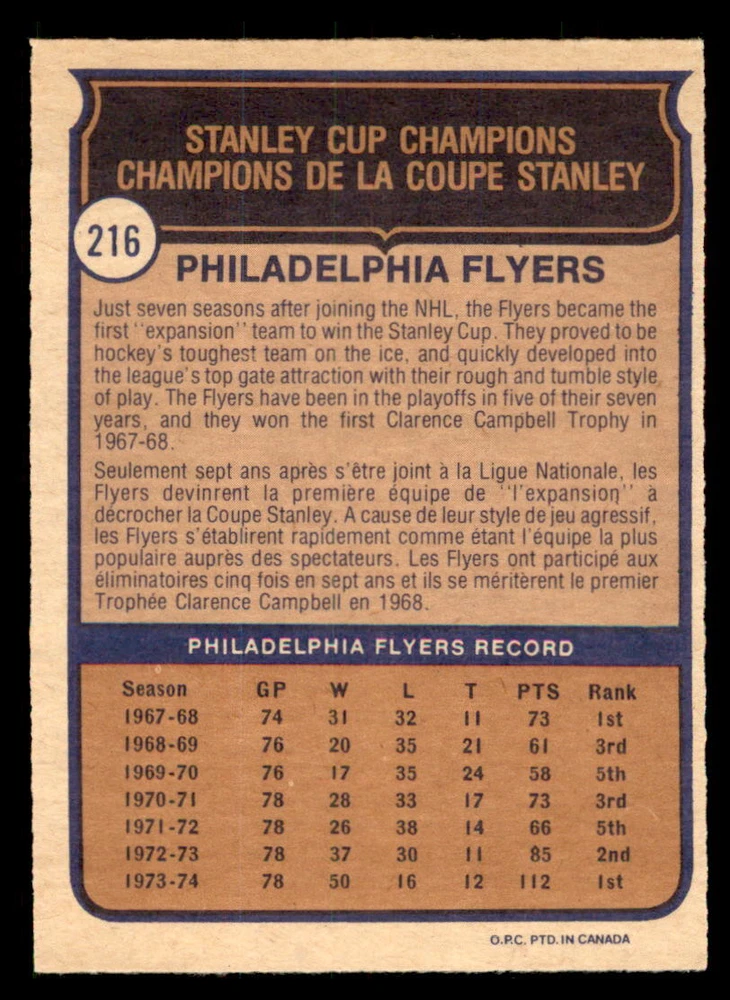 STANLEY CUP CHAMPIONS
CHAMPIONS DE LA COUPE STANLEY
216
PHILADELPHIA FLYERS
Just seven seasons after joining the NHL, the Flyers became the
first "expansion" team to win the Stanley Cup. They proved to be
hockey's toughest team on the ice, and quickly developed into
the league's top gate attraction with their rough and tumble style
of play. The Flyers have been in the playoffs in five of their seven
years, and they won the first Clarence Campbell Trophy in
1967-68.
Seulement sept ans après s'être joint à la Ligue Nationale, les
Flyers devinrent la première équipe de "l'expansion" à
décrocher la Coupe Stanley. A cause de leur style de jeu agressif,
les Flyers s'établirent rapidement comme étant l'équipe la plus
populaire auprès des spectateurs. Les Flyers ont participé aux
éliminatoires cinq fois en sept ans et ils se méritèrent le premier
Trophée Clarence Campbell en 1968.
PHILADELPHIA FLYERS RECORD
Season GP W L T PTS Rank
1967-68 74 31 32 11 73 1st
1968-69 76 20 35 21 61 3rd
1969-70 76 17 35 24 58 5th
1970-71 78 28 33 17 73 3rd
1971-72 78 26 38 14 66 5th
1972-73 78 37 30 11 85 2nd
1973-74 78 50 16 12 112 1st
O.P.C. PTD. IN CANADA